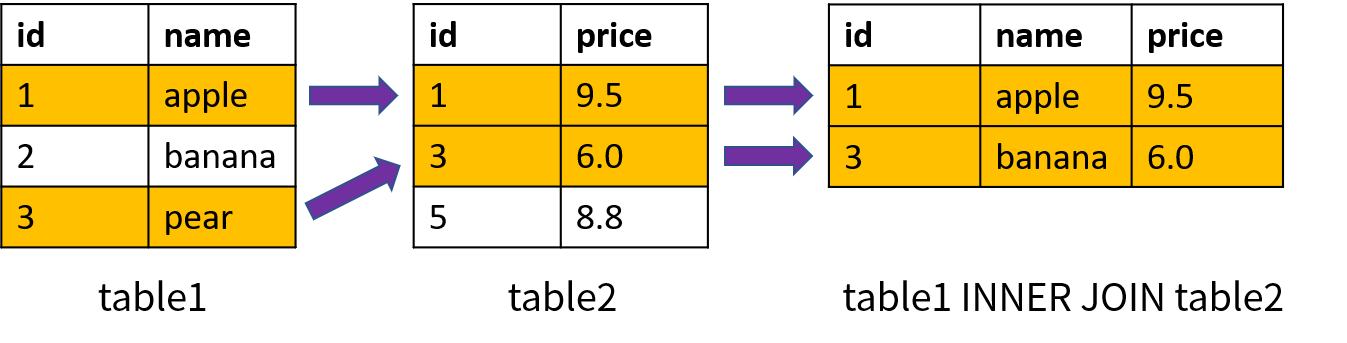 id name id price id name price
1 apple 1 9.5 1 apple 9.5
2 banana 3 6.0 3 banana 6.0
3 pear 5 8.8
table1 table2 table1 INNER JOIN table2